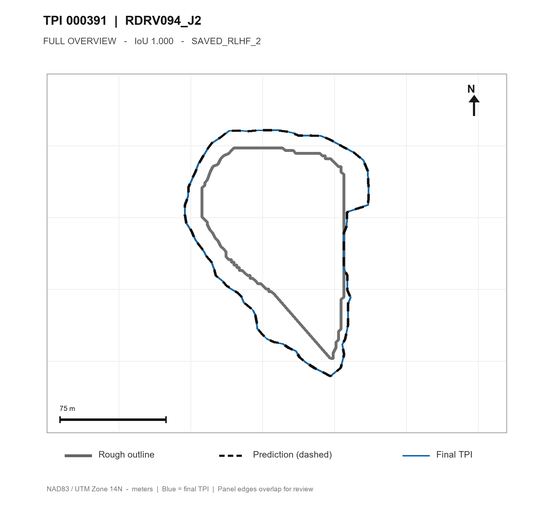 TPI 000391 | RDRV094_J2
FULL OVERVIEW - IoU 1.000 - SAVED_RLHF_2
N
75 m
Rough outline Prediction (dashed) Final TPI
NAD83 / UTM Zone 14N - meters | Blue = final TPI | Panel edges overlap for review